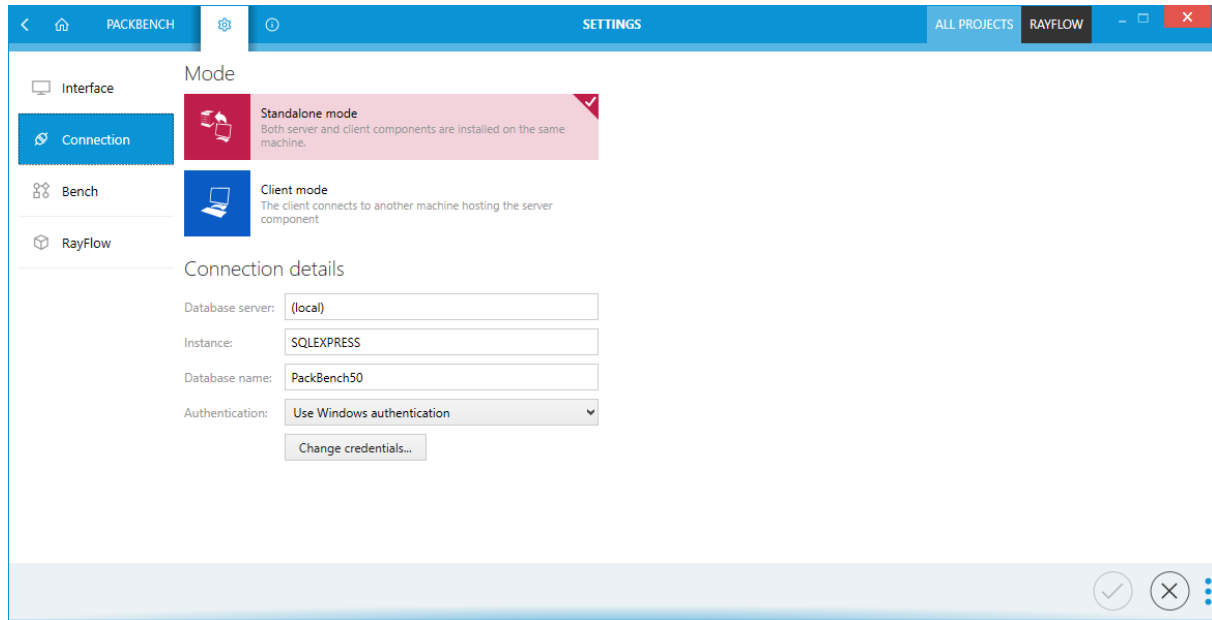 PACKBENCH
SETTINGS
ALL PROJECTS
RAYFLOW
Interface
Connection
Bench
RayFlow
Mode
Standalone mode
Both server and client components are installed on the same
machine.
Client mode
The client connects to another machine hosting the server
component
Connection details
Database server: (local)
Instance: SQLEXPRESS
Database name: PackBench50
Authentication: Use Windows authentication
Change credentials...